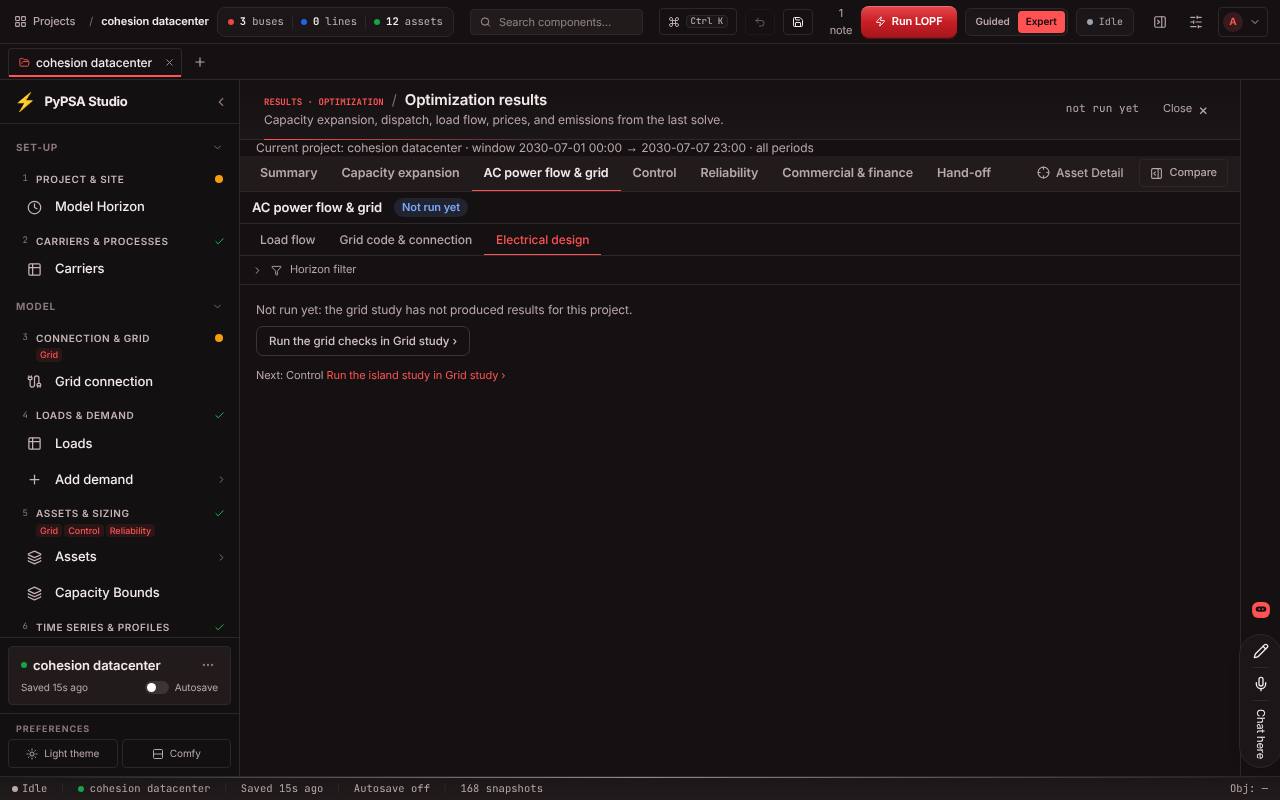 Projects / cohesion datacenter 3 buses 0 lines 12 assets Search components... ⌘ Ctrl K 1 note Run LOPF Guided Expert Idle A
cohesion datacenter × +
PyPSA Studio
SET-UP
1 PROJECT & SITE
Model Horizon
2 CARRIERS & PROCESSES
Carriers
MODEL
3 CONNECTION & GRID
Grid
Grid connection
4 LOADS & DEMAND
Loads
Add demand
5 ASSETS & SIZING
Grid Control Reliability
Assets
Capacity Bounds
6 TIME SERIES & PROFILES
cohesion datacenter ...
Saved 15s ago Autosave
PREFERENCES
Light theme Comfy
RESULTS · OPTIMIZATION / Optimization results
Capacity expansion, dispatch, load flow, prices, and emissions from the last solve.
not run yet Close ×
Current project: cohesion datacenter · window 2030-07-01 00:00 → 2030-07-07 23:00 · all periods
Summary Capacity expansion AC power flow & grid Control Reliability Commercial & finance Hand-off Asset Detail Compare
AC power flow & grid Not run yet
Load flow Grid code & connection Electrical design
Horizon filter
Not run yet: the grid study has not produced results for this project.
Run the grid checks in Grid study ›
Next: Control Run the island study in Grid study ›
Chat here
Idle cohesion datacenter Saved 15s ago Autosave off 168 snapshots Obj: —